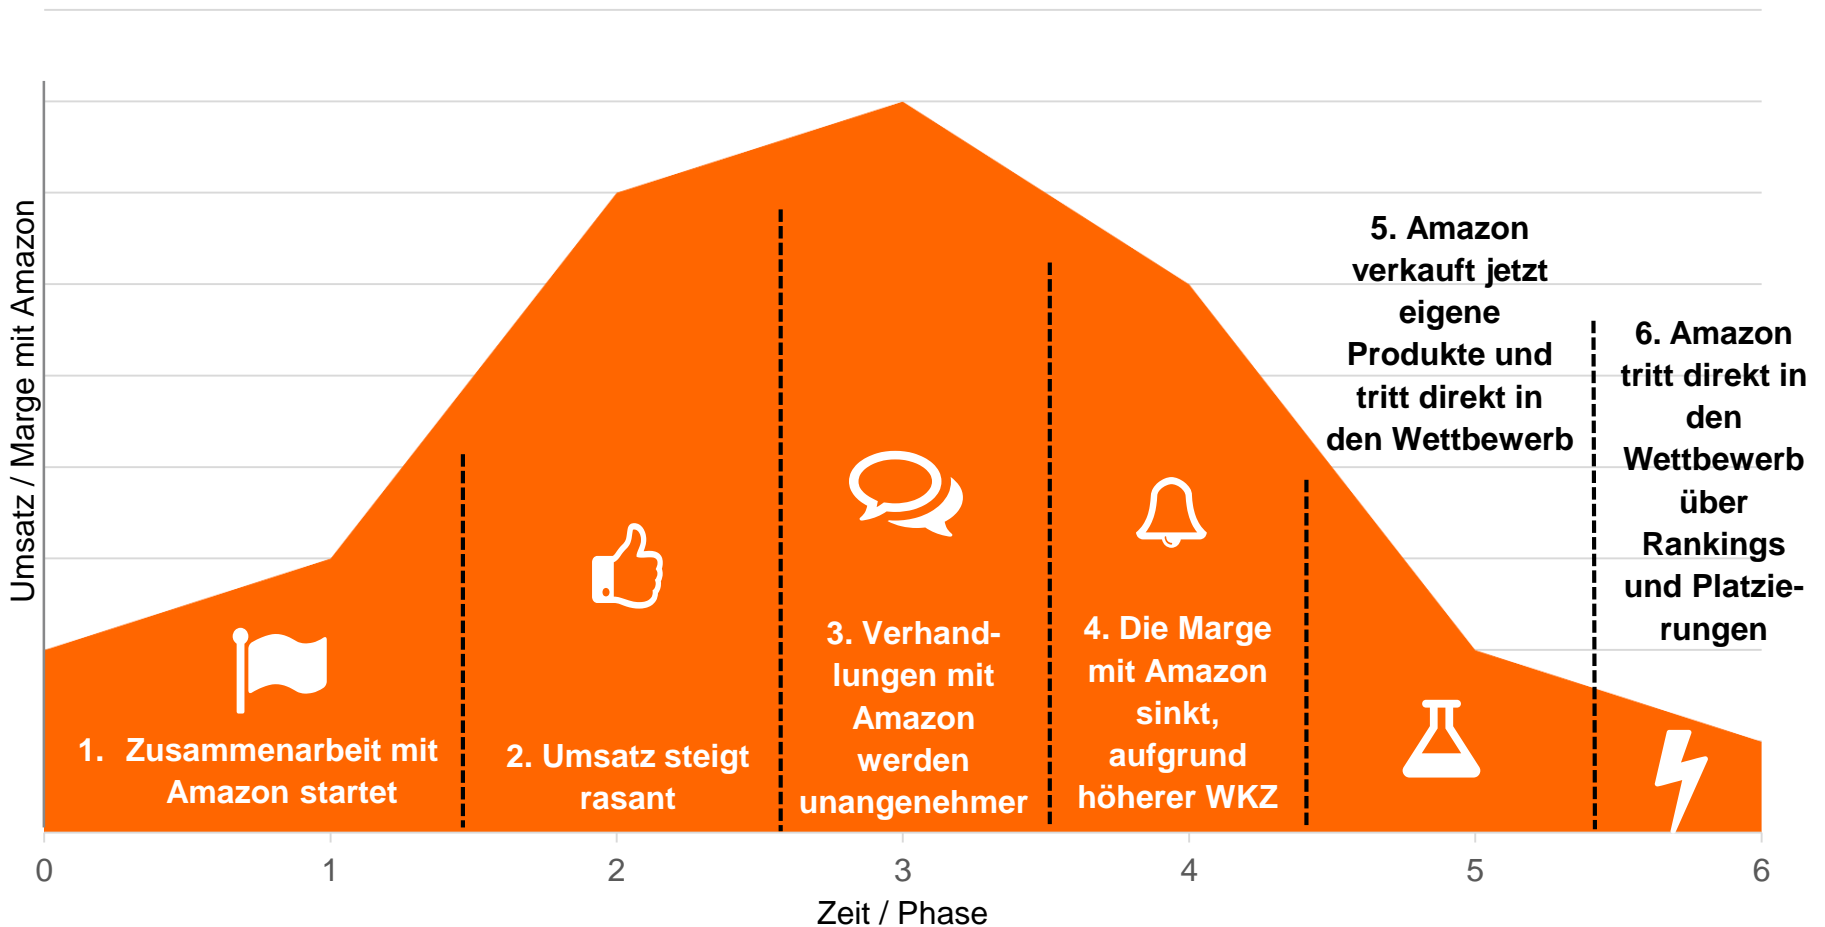 Umsatz / Marge mit Amazon
1. Zusammenarbeit mit
Amazon startet
2. Umsatz steigt
rasant
3. Verhand-
lungen mit
Amazon
werden
unangenehmer
4. Die Marge
mit Amazon
sinkt,
aufgrund
höherer WKZ
5. Amazon
verkauft jetzt
eigene
Produkte und
tritt direkt in
den Wettbewerb
6. Amazon
tritt direkt in
den
Wettbewerb
über
Rankings
und Platzie-
rungen
0 1 2 3 4 5 6
Zeit / Phase